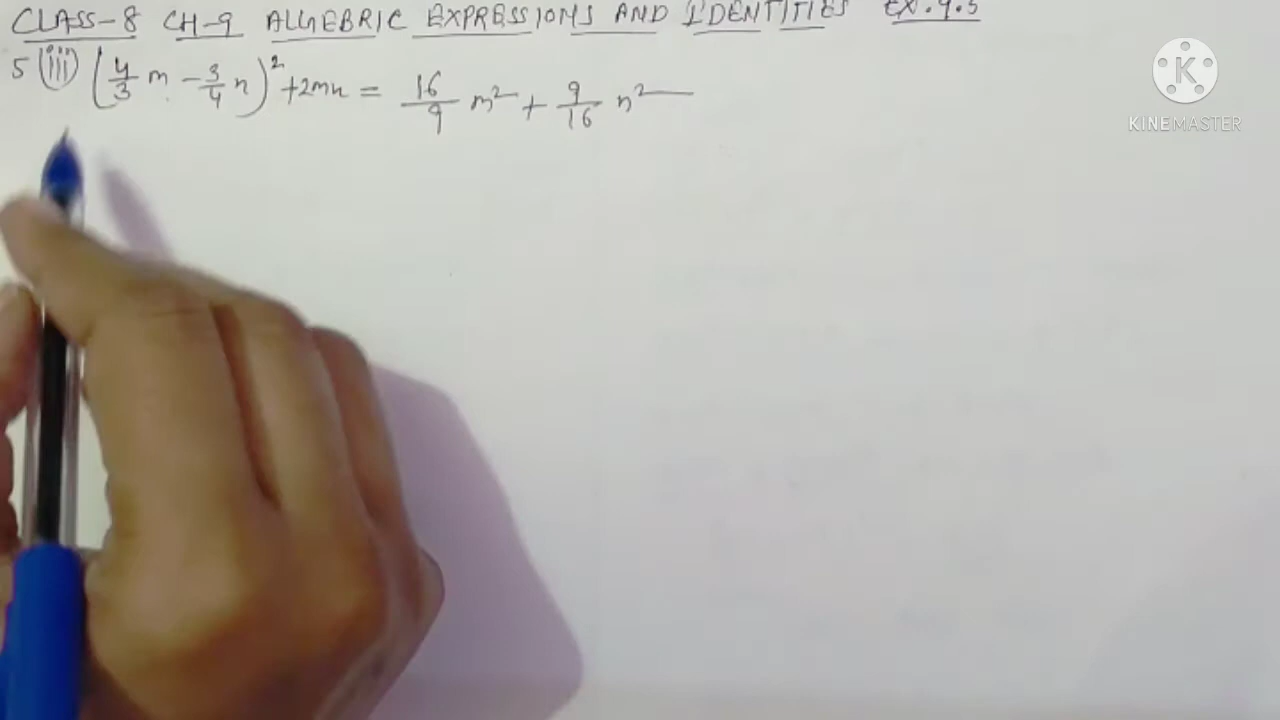 CLASS-8 CH-9 ALGEBRIC EXPRESSIONS AND IDENTITIES EX.9.5
5 (iii) (4/3 m - 3/4 n)² + 2mn = 16/9 m² + 9/16 n²
KINEMASTER